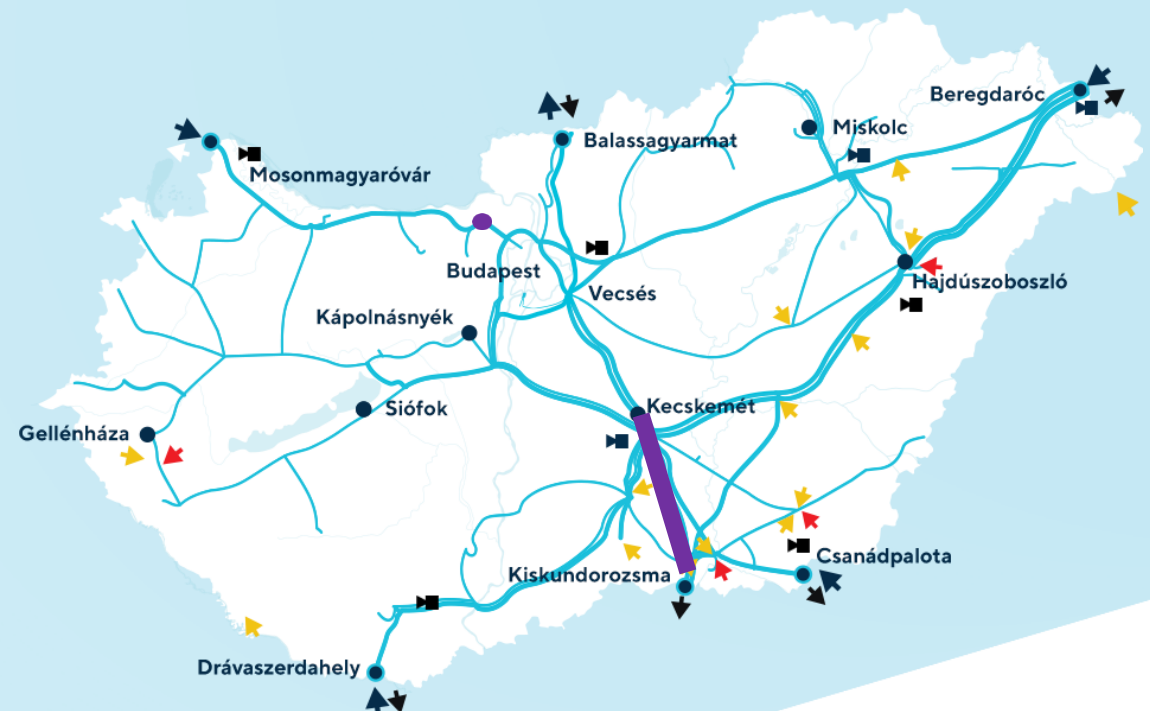 Beregdaróc
Miskolc
Balassagyarmat
Mosonmagyaróvár
Budapest
Hajdúszoboszló
Vecsés
Kápolnásnyék
Kecskemét
Siófok
Gellénháza
Csanádpalota
Kiskundorozsma
Drávaszerdahely